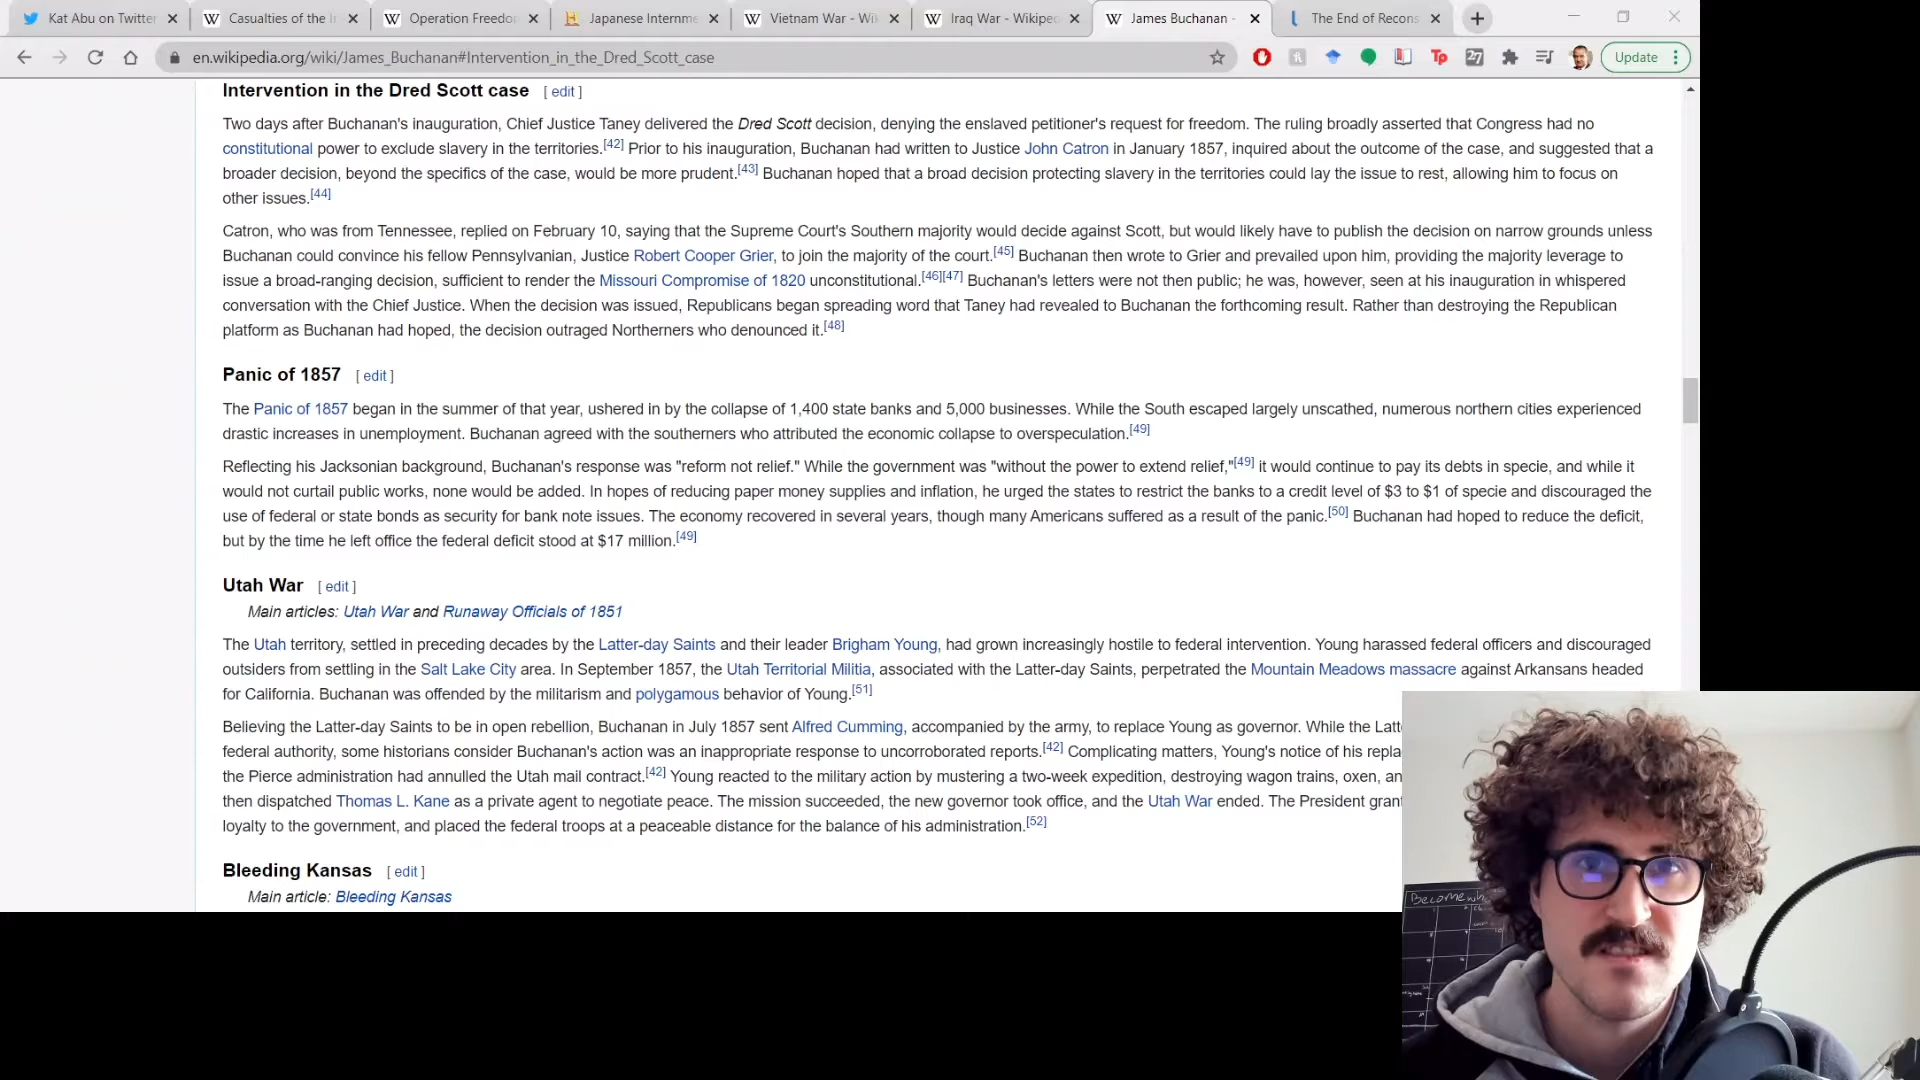 Kat Abu on Twitter
Casualties of the I
Operation Freedo
Japanese Internme
Vietnam War - Wi
Iraq War - Wikiped
James Buchanan -
The End of Recons
en.wikipedia.org/wiki/James_Buchanan#Intervention_in_the_Dred_Scott_case
Tp
27
Update
Intervention in the Dred Scott case [ edit ]
Two days after Buchanan's inauguration, Chief Justice Taney delivered the Dred Scott decision, denying the enslaved petitioner's request for freedom. The ruling broadly asserted that Congress had no
constitutional power to exclude slavery in the territories.[42] Prior to his inauguration, Buchanan had written to Justice John Catron in January 1857, inquired about the outcome of the case, and suggested that a
broader decision, beyond the specifics of the case, would be more prudent.[43] Buchanan hoped that a broad decision protecting slavery in the territories could lay the issue to rest, allowing him to focus on
other issues.[44]
Catron, who was from Tennessee, replied on February 10, saying that the Supreme Court's Southern majority would decide against Scott, but would likely have to publish the decision on narrow grounds unless
Buchanan could convince his fellow Pennsylvanian, Justice Robert Cooper Grier, to join the majority of the court.[45] Buchanan then wrote to Grier and prevailed upon him, providing the majority leverage to
issue a broad-ranging decision, sufficient to render the Missouri Compromise of 1820 unconstitutional.[46][47] Buchanan's letters were not then public; he was, however, seen at his inauguration in whispered
conversation with the Chief Justice. When the decision was issued, Republicans began spreading word that Taney had revealed to Buchanan the forthcoming result. Rather than destroying the Republican
platform as Buchanan had hoped, the decision outraged Northerners who denounced it.[48]
Panic of 1857 [ edit ]
The Panic of 1857 began in the summer of that year, ushered in by the collapse of 1,400 state banks and 5,000 businesses. While the South escaped largely unscathed, numerous northern cities experienced
drastic increases in unemployment. Buchanan agreed with the southerners who attributed the economic collapse to overspeculation.[49]
Reflecting his Jacksonian background, Buchanan's response was "reform not relief." While the government was "without the power to extend relief,"[49] it would continue to pay its debts in specie, and while it
would not curtail public works, none would be added. In hopes of reducing paper money supplies and inflation, he urged the states to restrict the banks to a credit level of $3 to $1 of specie and discouraged the
use of federal or state bonds as security for bank note issues. The economy recovered in several years, though many Americans suffered as a result of the panic.[50] Buchanan had hoped to reduce the deficit,
but by the time he left office the federal deficit stood at $17 million.[49]
Utah War [ edit ]
Main articles: Utah War and Runaway Officials of 1851
The Utah territory, settled in preceding decades by the Latter-day Saints and their leader Brigham Young, had grown increasingly hostile to federal intervention. Young harassed federal officers and discouraged
outsiders from settling in the Salt Lake City area. In September 1857, the Utah Territorial Militia, associated with the Latter-day Saints, perpetrated the Mountain Meadows massacre against Arkansans headed
for California. Buchanan was offended by the militarism and polygamous behavior of Young.[51]
Believing the Latter-day Saints to be in open rebellion, Buchanan in July 1857 sent Alfred Cumming, accompanied by the army, to replace Young as governor. While the Latt
federal authority, some historians consider Buchanan's action was an inappropriate response to uncorroborated reports.[42] Complicating matters, Young's notice of his repla
the Pierce administration had annulled the Utah mail contract.[42] Young reacted to the military action by mustering a two-week expedition, destroying wagon trains, oxen, an
then dispatched Thomas L. Kane as a private agent to negotiate peace. The mission succeeded, the new governor took office, and the Utah War ended. The President grant
loyalty to the government, and placed the federal troops at a peaceable distance for the balance of his administration.[52]
Bleeding Kansas [ edit ]
Main article: Bleeding Kansas
Become